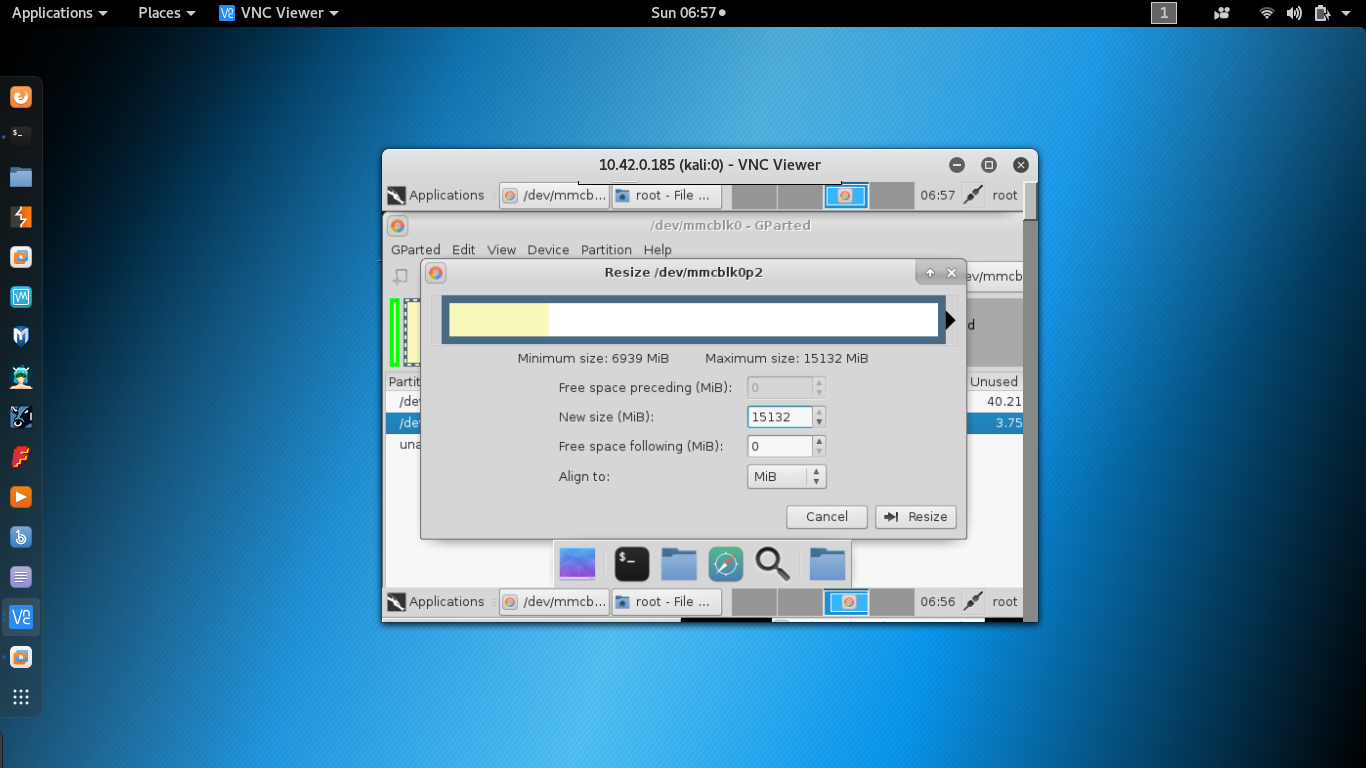 Applications Places VNC Viewer Sun 06:57 1
10.42.0.185 (kali:0) - VNC Viewer
Applications /dev/mmcb... root - File ... 06:57 root
/dev/mmcblk0 - GParted
GParted Edit View Device Partition Help
Resize /dev/mmcblk0p2
ev/mmcb
d
Minimum size: 6939 MiB Maximum size: 15132 MiB
Partit Unused
Free space preceding (MiB): 0
/dev 40.21
New size (MiB): 15132
/dev 3.75
Free space following (MiB): 0
una
Align to: MiB
Cancel Resize
Applications /dev/mmcb... root - File ... 06:56 root